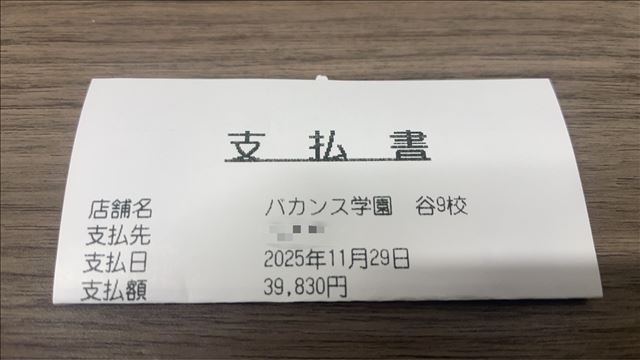 支 払 書
店舗名 バカンス学園 谷9校
支払先
支払日 2025年11月29日
支払額 39,830円